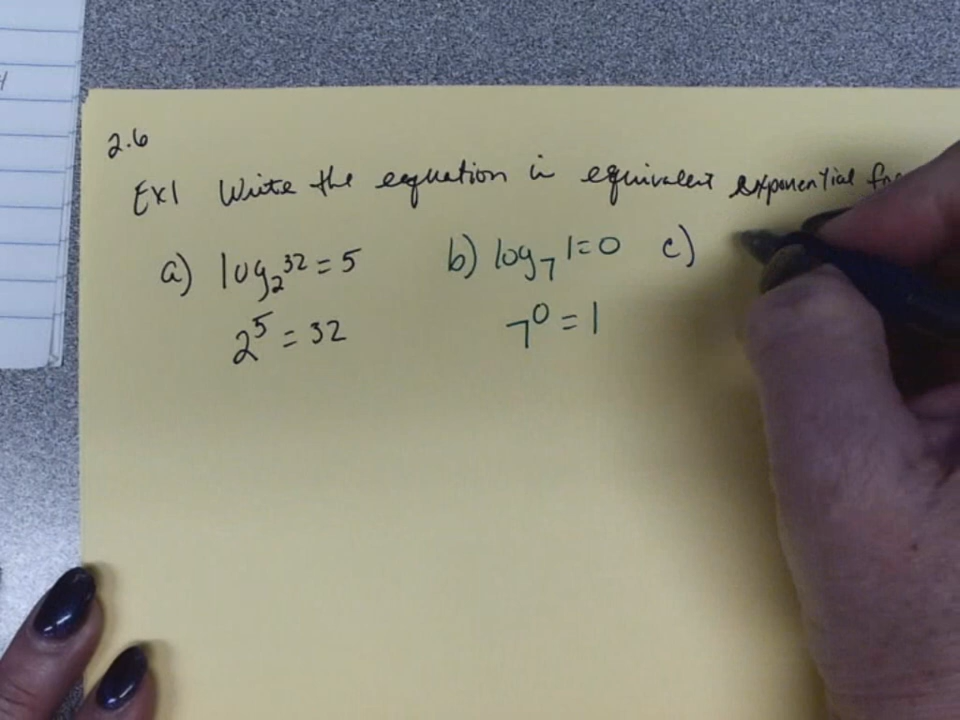 2.6
Ex1 Write the equation in equivalent exponential
a) log₂32 = 5 b) log₇1=0 c)
2⁵ = 32 7⁰ = 1